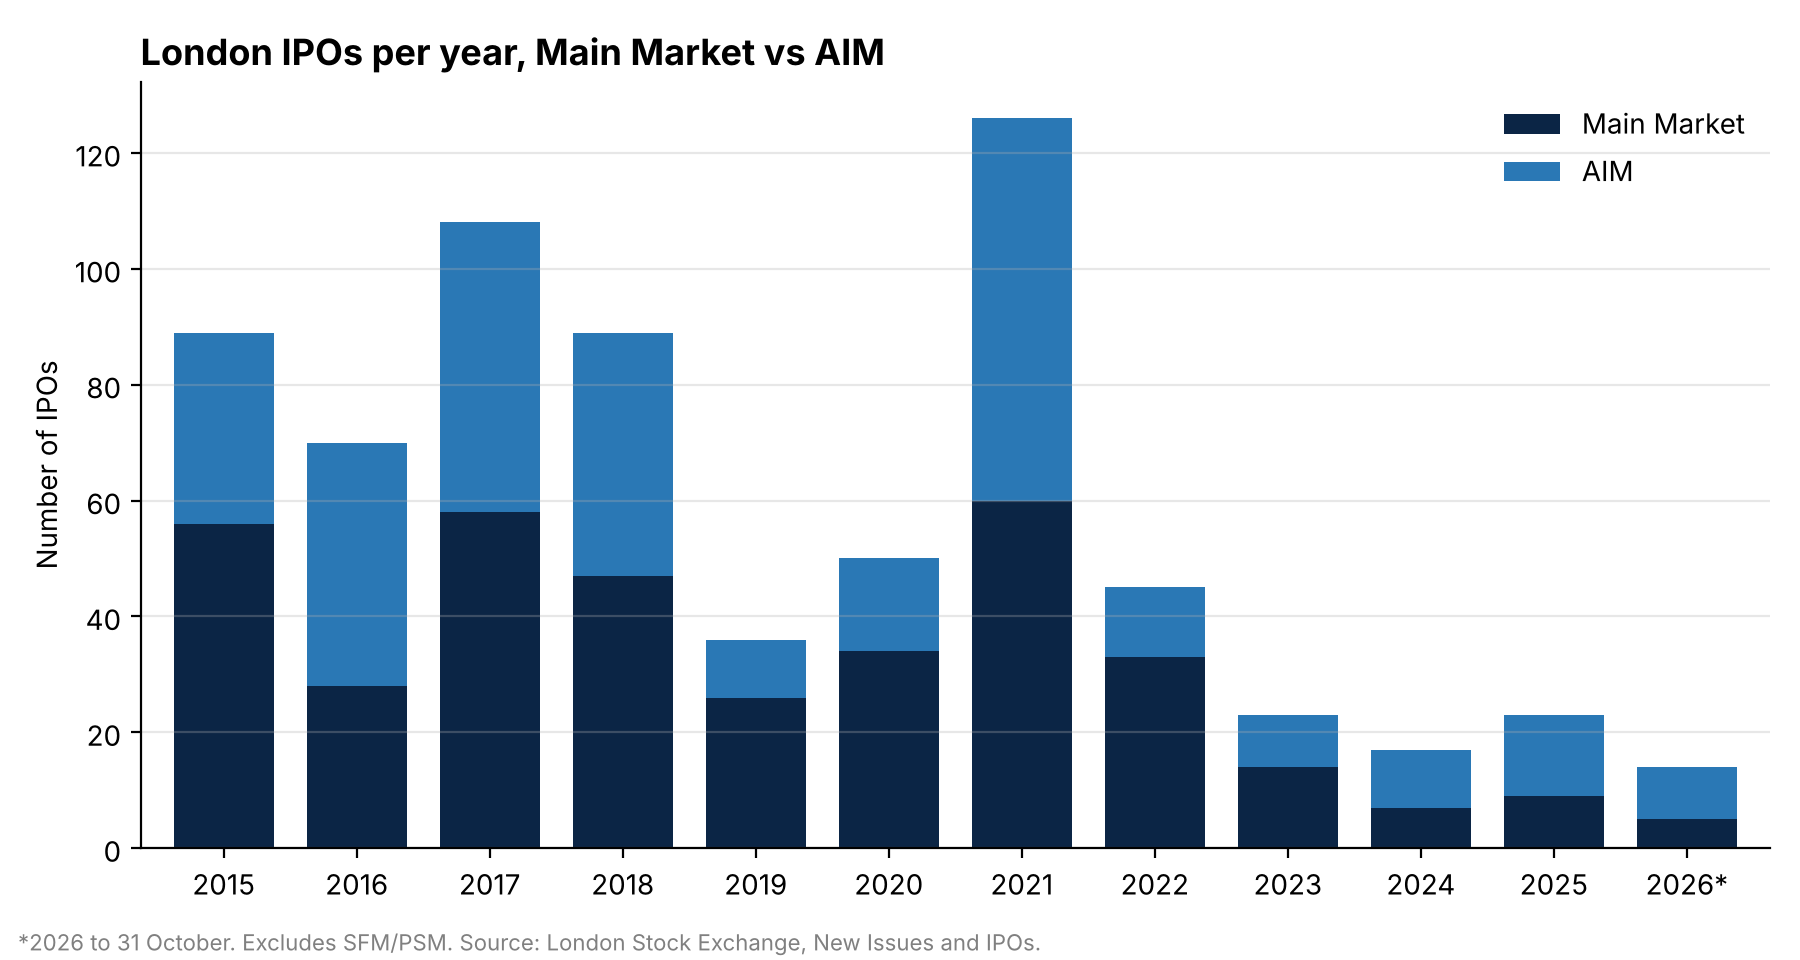 London IPOs per year, Main Market vs AIM
Main Market
AIM
Number of IPOs
120
100
80
60
40
20
0
2015 2016 2017 2018 2019 2020 2021 2022 2023 2024 2025 2026*
*2026 to 31 October. Excludes SFM/PSM. Source: London Stock Exchange, New Issues and IPOs.